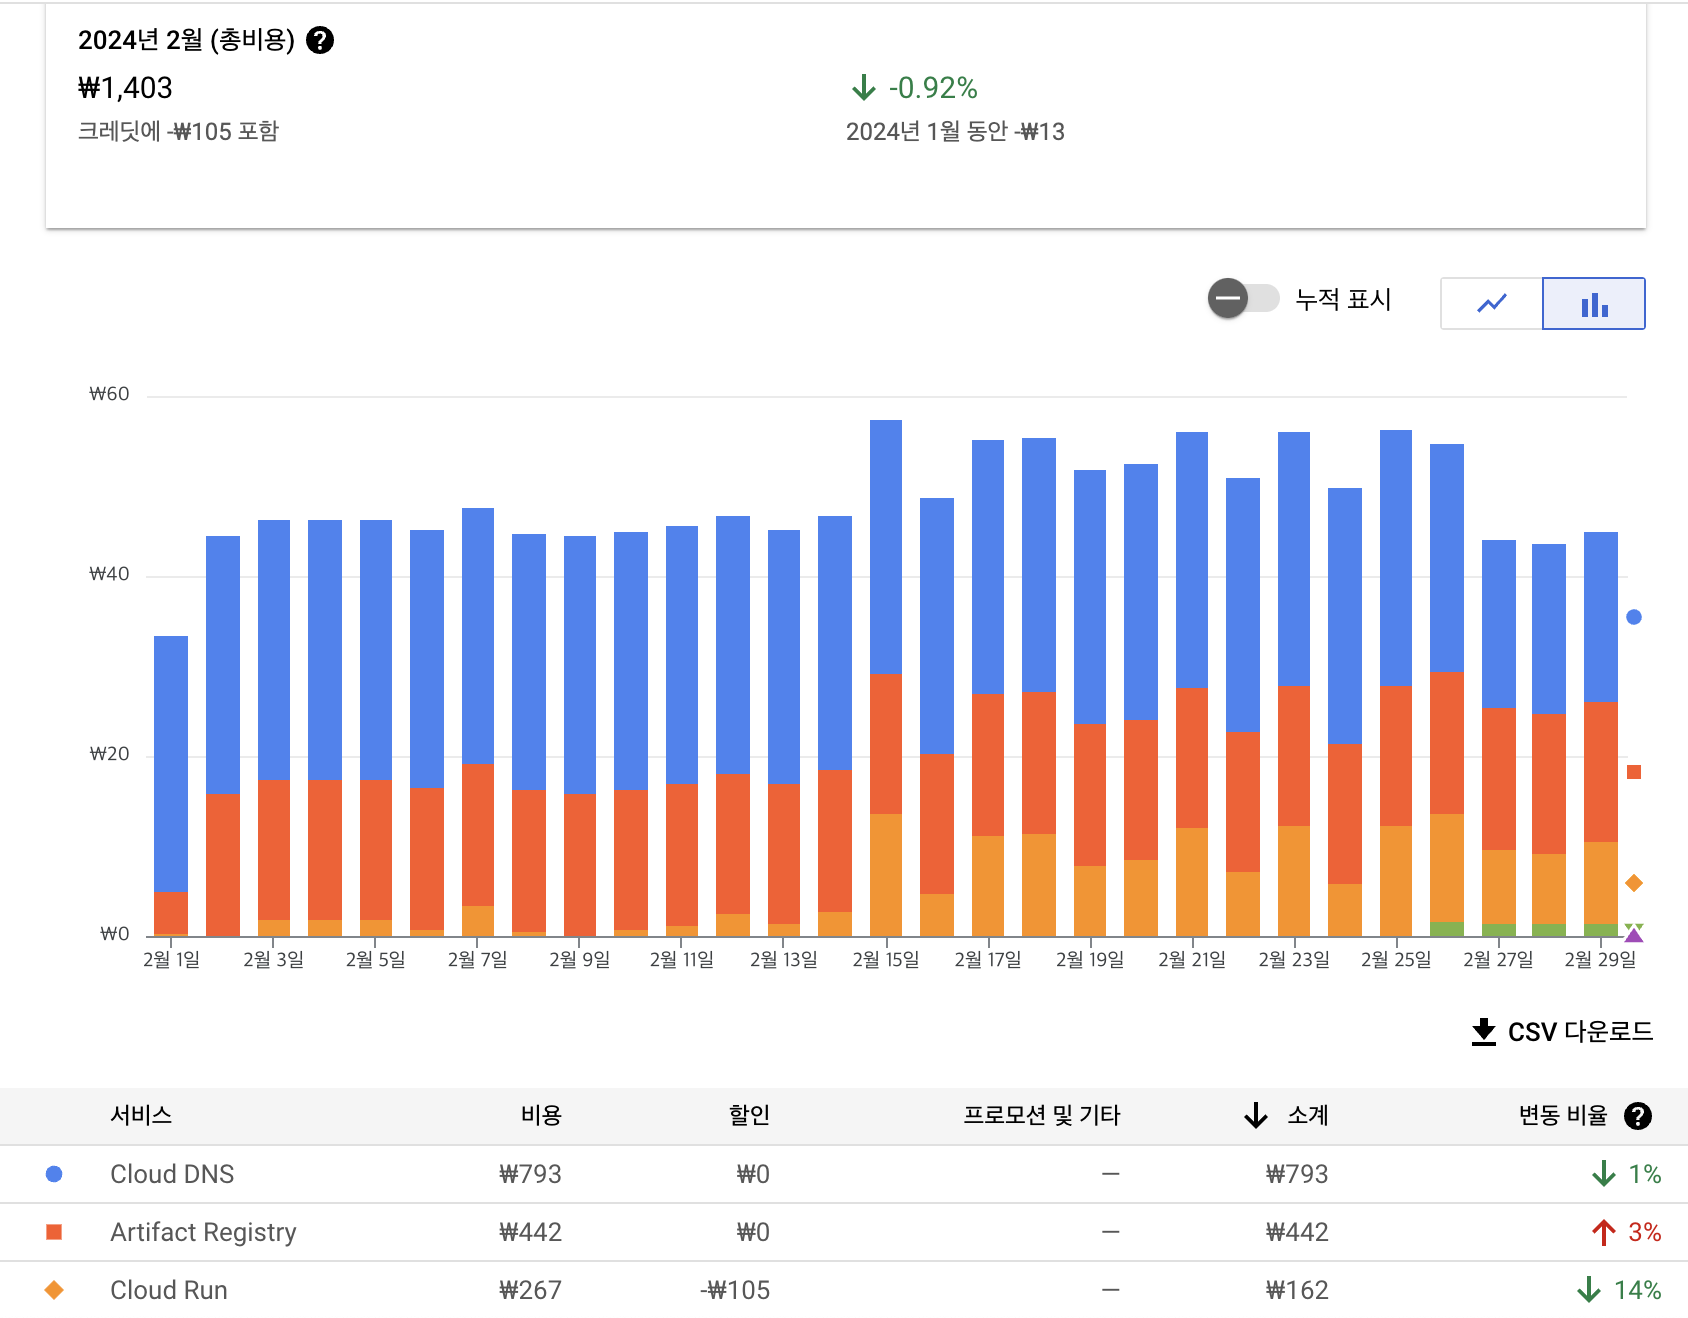 2024년 2월 (총비용)
₩1,403
-0.92%
크레딧에 -₩105 포함
2024년 1월 동안 -₩13
누적 표시
₩60
₩40
₩20
₩0
2월 1일 2월 3일 2월 5일 2월 7일 2월 9일 2월 11일 2월 13일 2월 15일 2월 17일 2월 19일 2월 21일 2월 23일 2월 25일 2월 27일 2월 29일
CSV 다운로드
서비스 비용 할인 프로모션 및 기타 ↓ 소계 변동 비율
Cloud DNS ₩793 ₩0 — ₩793 ↓ 1%
Artifact Registry ₩442 ₩0 — ₩442 ↑ 3%
Cloud Run ₩267 -₩105 — ₩162 ↓ 14%